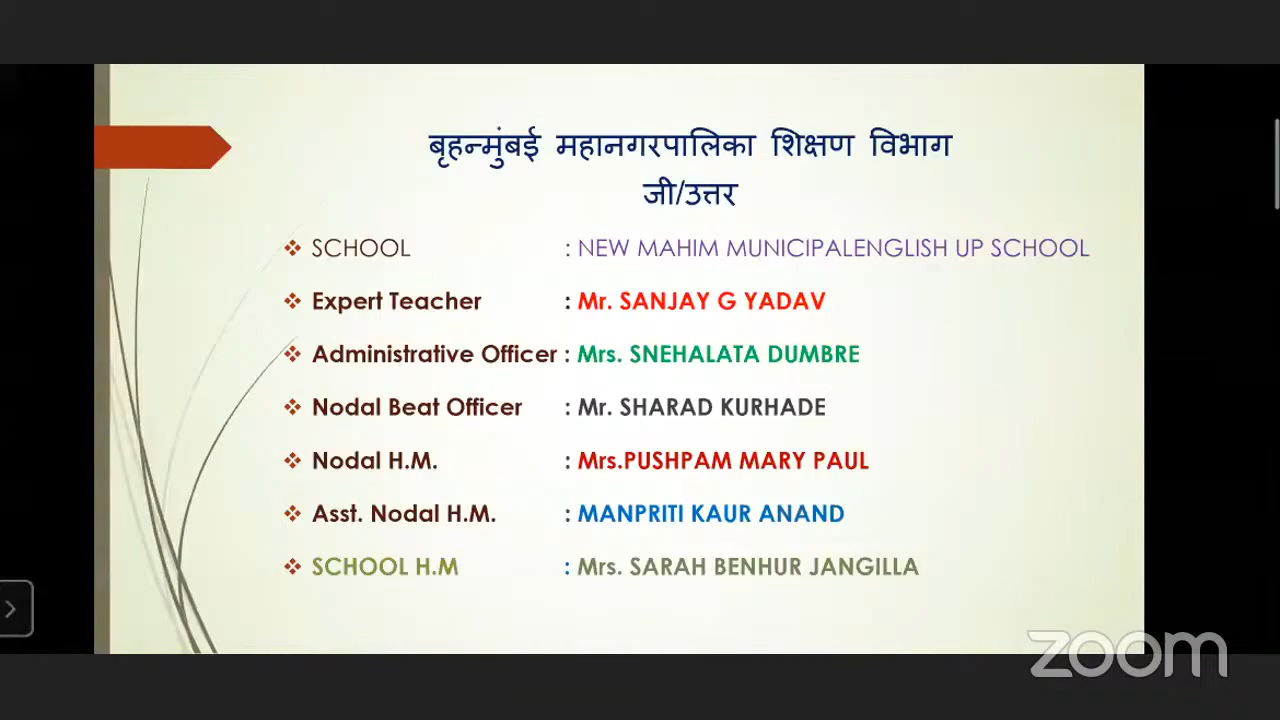 बृहन्मुंबई महानगरपालिका शिक्षण विभाग
जी/उत्तर
❖ SCHOOL : NEW MAHIM MUNICIPALENGLISH UP SCHOOL
❖ Expert Teacher : Mr. SANJAY G YADAV
❖ Administrative Officer : Mrs. SNEHALATA DUMBRE
❖ Nodal Beat Officer : Mr. SHARAD KURHADE
❖ Nodal H.M. : Mrs.PUSHPAM MARY PAUL
❖ Asst. Nodal H.M. : MANPRITI KAUR ANAND
❖ SCHOOL H.M : Mrs. SARAH BENHUR JANGILLA
zoom